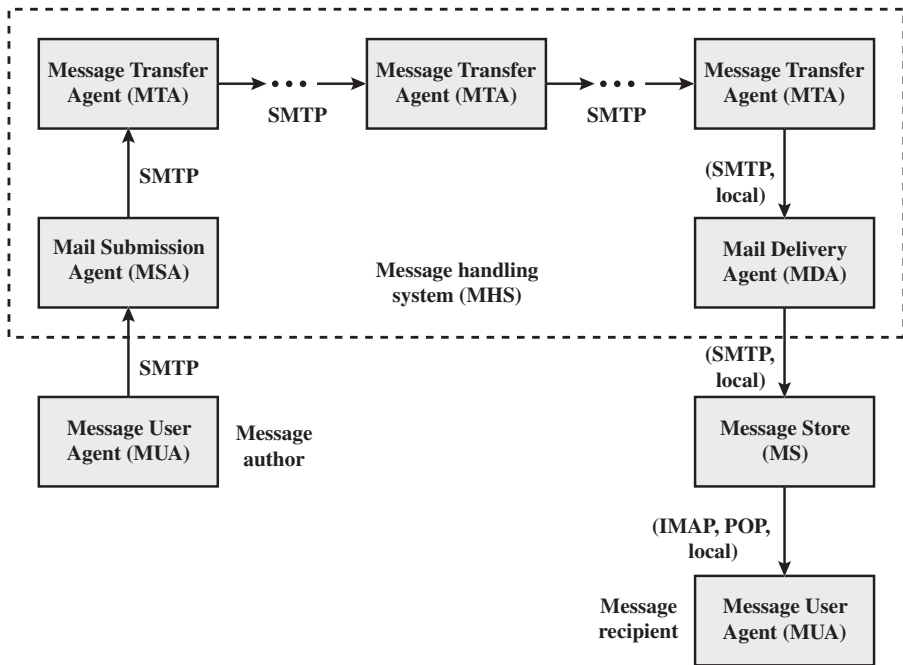 Message Transfer
Agent (MTA)
SMTP
Message Transfer
Agent (MTA)
SMTP
Message Transfer
Agent (MTA)
SMTP
(SMTP,
local)
Mail Submission
Agent (MSA)
Message handling
system (MHS)
Mail Delivery
Agent (MDA)
SMTP
(SMTP,
local)
Message User
Agent (MUA)
Message
author
Message Store
(MS)
(IMAP, POP,
local)
Message
recipient
Message User
Agent (MUA)